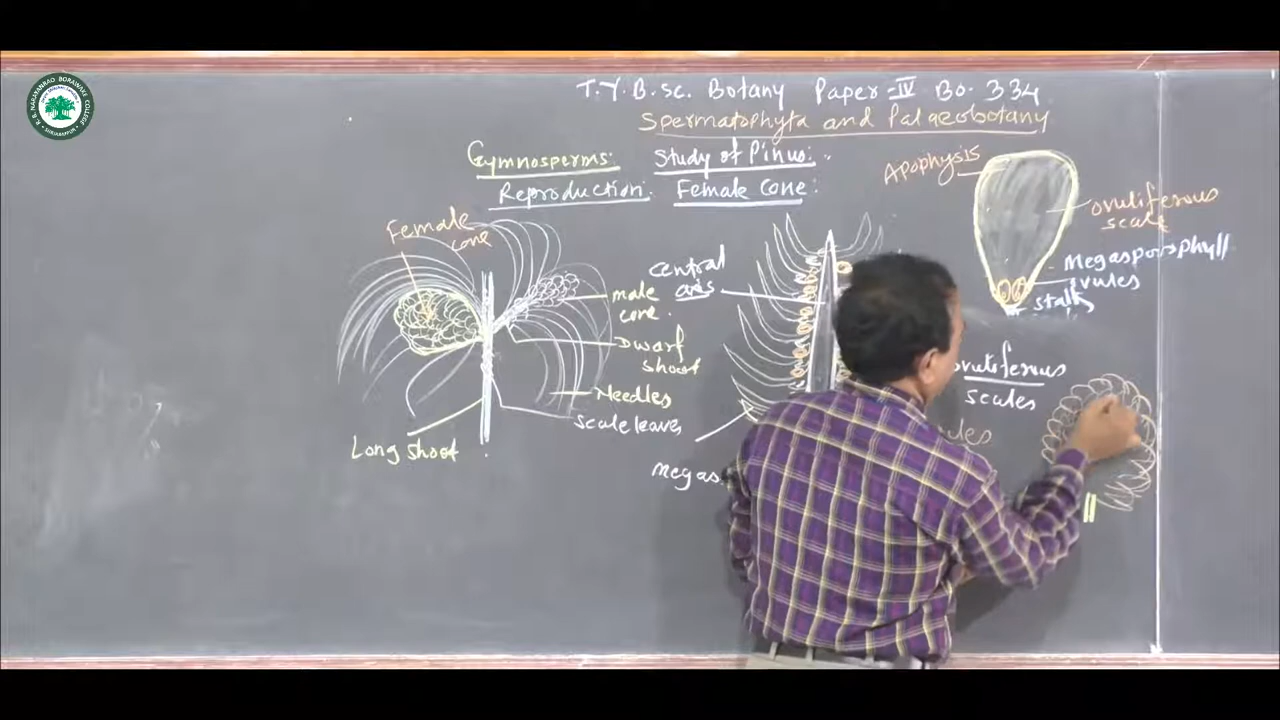 T.Y.B.Sc. Botany Paper-IV BO.334
Spermatophyta and Palaeobotany
Gymnosperms: Study of Pinus:
Reproduction. Female Cone:
Female
cone
male
cone.
Dwarf
shoot
Needles
scale leaves
Long shoot
central
axis
Megas
Apophysis
ovuliferous
scale
Megasporophyll
ovules
stalk
ovuliferous
scales